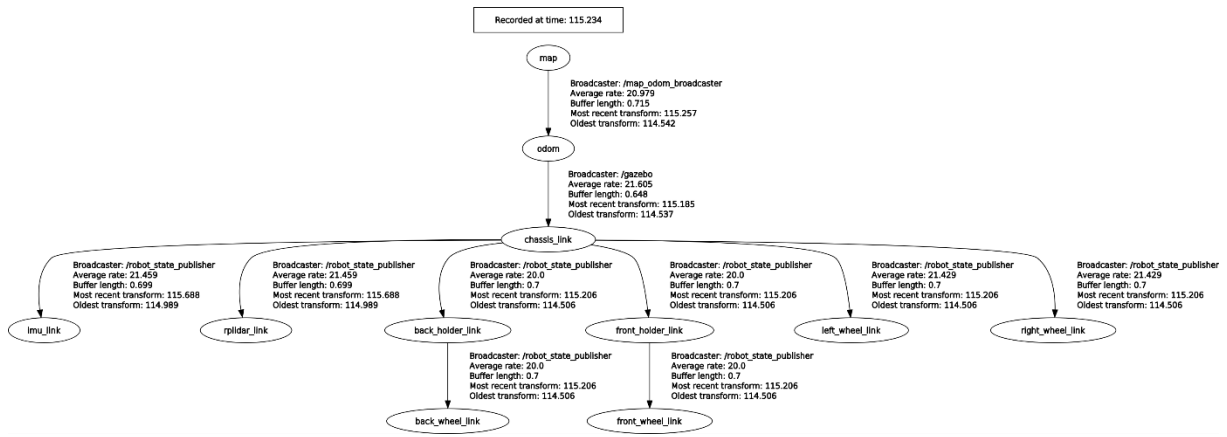 Recorded at time: 115.234
map
Broadcaster: /map_odom_broadcaster
Average rate: 20.979
Buffer length: 0.715
Most recent transform: 115.257
Oldest transform: 114.542
odom
Broadcaster: /gazebo
Average rate: 21.605
Buffer length: 0.648
Most recent transform: 115.185
Oldest transform: 114.537
chassis_link
Broadcaster: /robot_state_publisher
Average rate: 21.459
Buffer length: 0.699
Most recent transform: 115.688
Oldest transform: 114.989
Broadcaster: /robot_state_publisher
Average rate: 21.459
Buffer length: 0.699
Most recent transform: 115.688
Oldest transform: 114.989
Broadcaster: /robot_state_publisher
Average rate: 20.0
Buffer length: 0.7
Most recent transform: 115.206
Oldest transform: 114.506
Broadcaster: /robot_state_publisher
Average rate: 20.0
Buffer length: 0.7
Most recent transform: 115.206
Oldest transform: 114.506
Broadcaster: /robot_state_publisher
Average rate: 21.429
Buffer length: 0.7
Most recent transform: 115.206
Oldest transform: 114.506
Broadcaster: /robot_state_publisher
Average rate: 21.429
Buffer length: 0.7
Most recent transform: 115.206
Oldest transform: 114.506
imu_link
rplidar_link
back_holder_link
front_holder_link
left_wheel_link
right_wheel_link
Broadcaster: /robot_state_publisher
Average rate: 20.0
Buffer length: 0.7
Most recent transform: 115.206
Oldest transform: 114.506
Broadcaster: /robot_state_publisher
Average rate: 20.0
Buffer length: 0.7
Most recent transform: 115.206
Oldest transform: 114.506
back_wheel_link
front_wheel_link